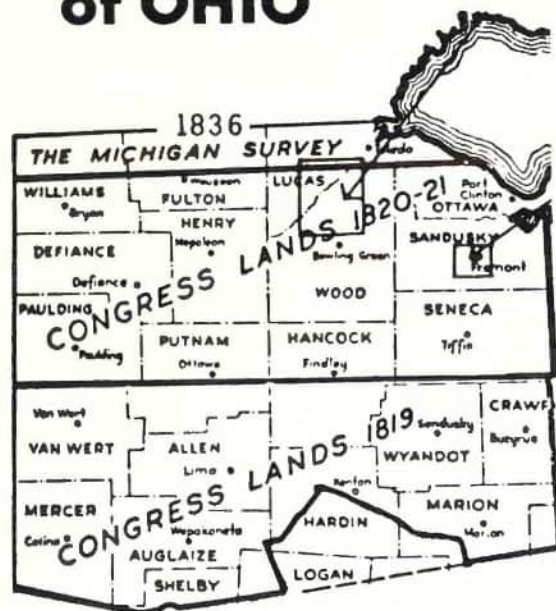 of OHIO
1836
THE MICHIGAN SURVEY
WILLIAMS
Bryan
FULTON
LUCAS
HENRY
Napoleon
CONGRESS LANDS 1820-21
Port Clinton
OTTAWA
SANDUSKY
Fremont
Bowling Green
DEFIANCE
Defiance
WOOD
SENECA
Tiffin
PAULDING
Paulding
PUTNAM
Ottawa
HANCOCK
Findley
Van Wert
VAN WERT
ALLEN
Lima
CONGRESS LANDS 1819
Sandusky
WYANDOT
CRAWF
Bucyrus
MERCER
Celina
Wapakoneta
AUGLAIZE
SHELBY
Kenton
HARDIN
LOGAN
MARION
Marion